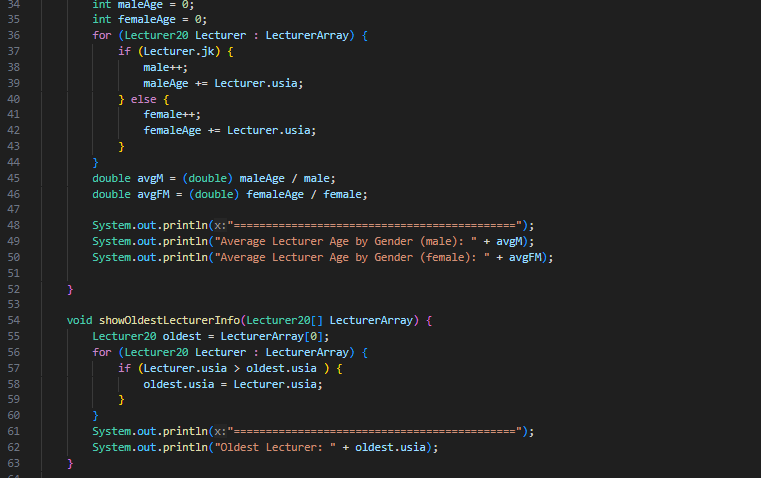 34 int maleAge = 0;
35 int femaleAge = 0;
36 for (Lecturer20 Lecturer : LecturerArray) {
37 if (Lecturer.jk) {
38 male++;
39 maleAge += Lecturer.usia;
40 } else {
41 female++;
42 femaleAge += Lecturer.usia;
43 }
44 }
45 double avgM = (double) maleAge / male;
46 double avgFM = (double) femaleAge / female;
47
48 System.out.println(x:"============================================");
49 System.out.println("Average Lecturer Age by Gender (male): " + avgM);
50 System.out.println("Average Lecturer Age by Gender (female): " + avgFM);
51
52 }
53
54 void showOldestLecturerInfo(Lecturer20[] LecturerArray) {
55 Lecturer20 oldest = LecturerArray[0];
56 for (Lecturer20 Lecturer : LecturerArray) {
57 if (Lecturer.usia > oldest.usia ) {
58 oldest.usia = Lecturer.usia;
59 }
60 }
61 System.out.println(x:"============================================");
62 System.out.println("Oldest Lecturer: " + oldest.usia);
63 }